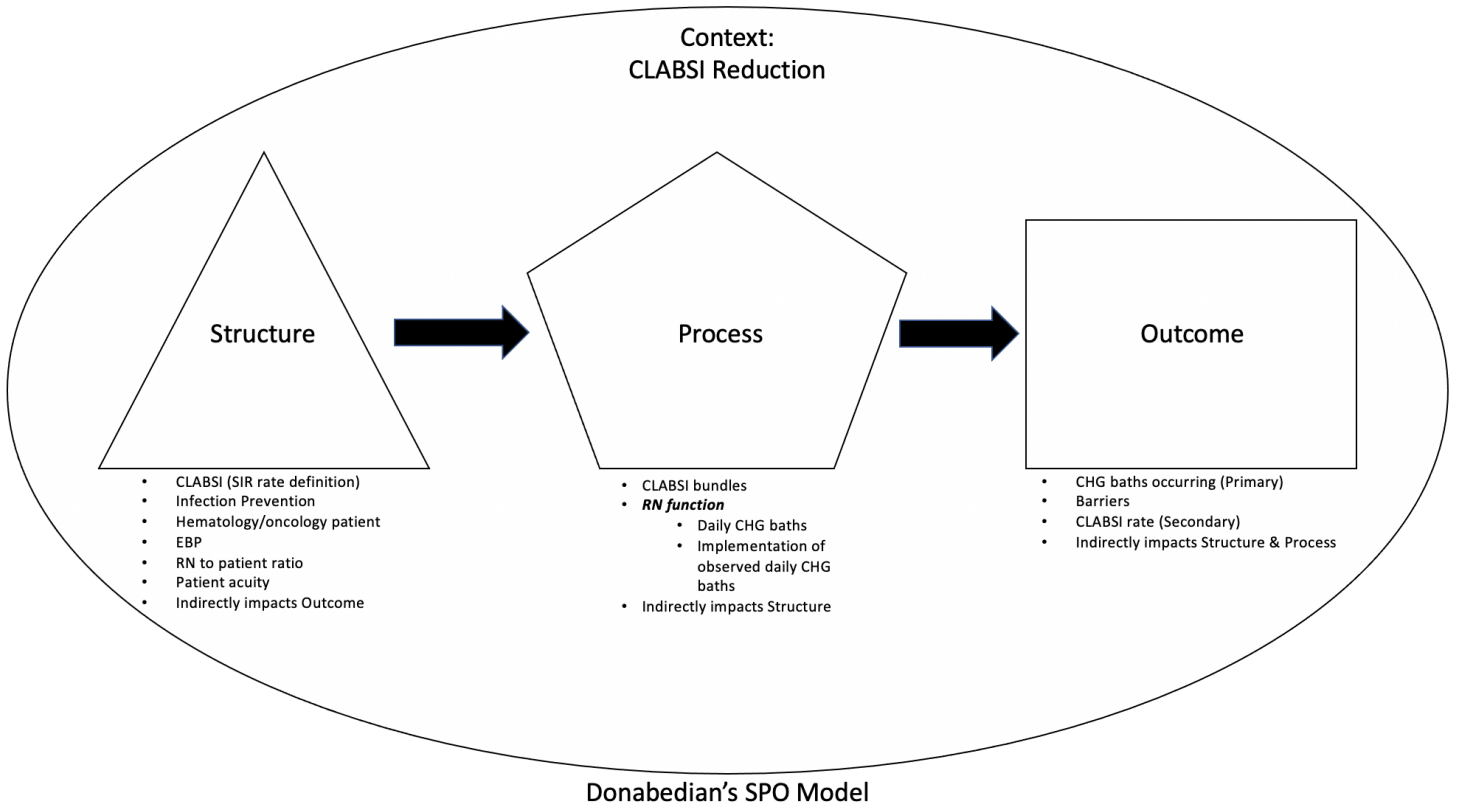 Context:
CLABSI Reduction
Structure
Process
Outcome
• CLABSI (SIR rate definition)
• Infection Prevention
• Hematology/oncology patient
• EBP
• RN to patient ratio
• Patient acuity
• Indirectly impacts Outcome
• CLABSI bundles
• RN function
• Daily CHG baths
• Implementation of
observed daily CHG
baths
• Indirectly impacts Structure
• CHG baths occurring (Primary)
• Barriers
• CLABSI rate (Secondary)
• Indirectly impacts Structure & Process
Donabedian’s SPO Model